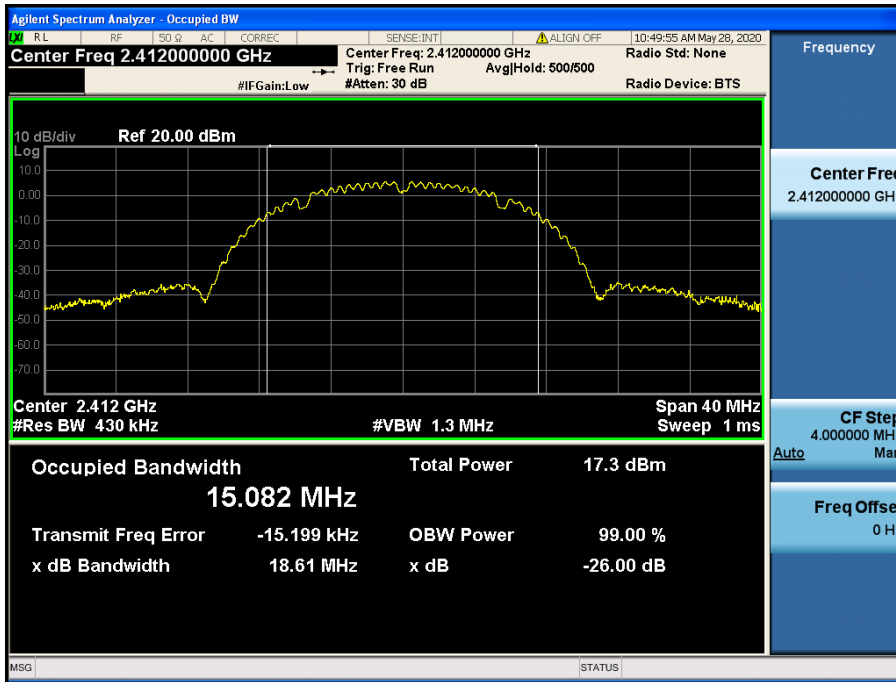 Agilent Spectrum Analyzer - Occupied BW
LXI RL RF 50 Ω AC CORREC SENSE:INT ALIGN OFF 10:49:55 AM May 28, 2020
Center Freq 2.412000000 GHz Center Freq: 2.412000000 GHz Radio Std: None
Trig: Free Run Avg|Hold: 500/500
#IFGain:Low #Atten: 30 dB Radio Device: BTS
10 dB/div Ref 20.00 dBm
Log
10.0
0.00
-10.0
-20.0
-30.0
-40.0
-50.0
-60.0
-70.0
Center 2.412 GHz Span 40 MHz
#Res BW 430 kHz #VBW 1.3 MHz Sweep 1 ms
Occupied Bandwidth Total Power 17.3 dBm
15.082 MHz
Transmit Freq Error -15.199 kHz OBW Power 99.00 %
x dB Bandwidth 18.61 MHz x dB -26.00 dB
MSG STATUS
Frequency
Center Freq
2.412000000 GH
CF Step
4.000000 MH
Auto Man
Freq Offse
0 H